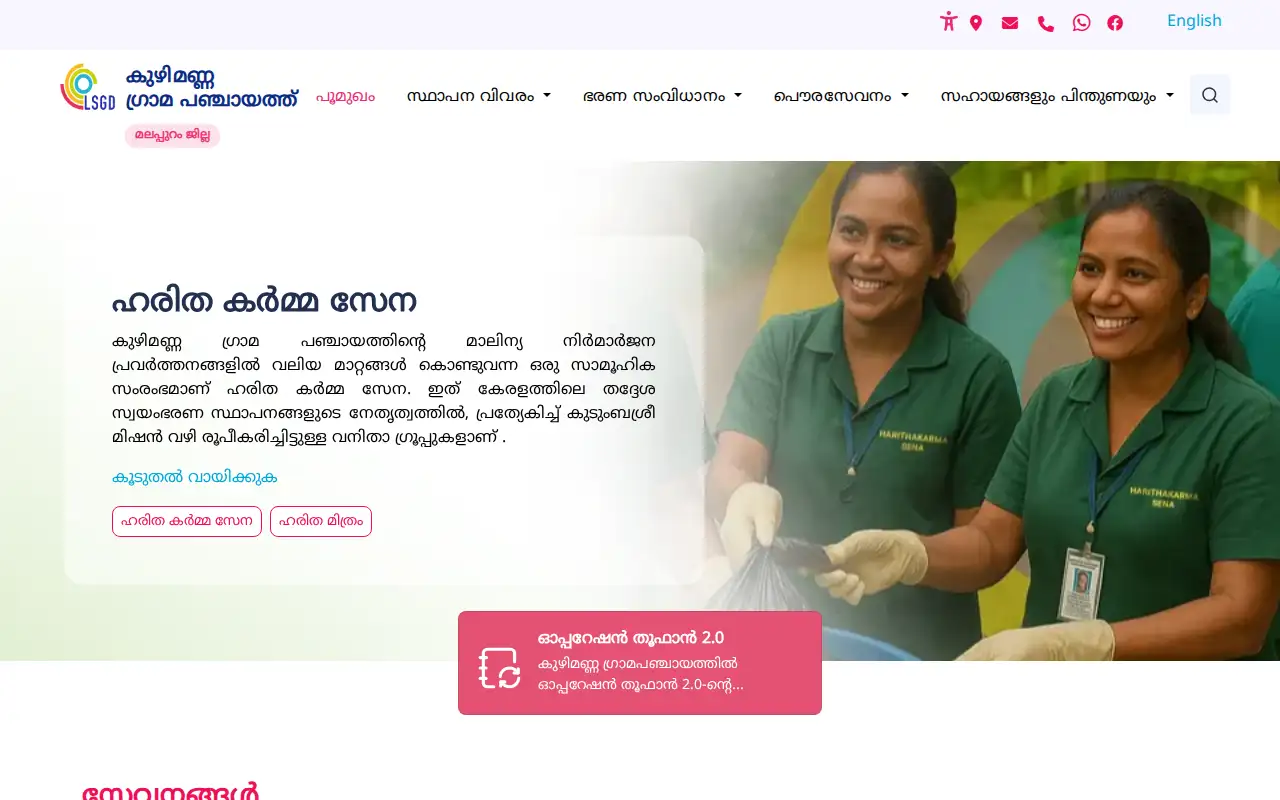 English
കുഴിമണ്ണ
ഗ്രാമ പഞ്ചായത്ത്
LSGD
മലപ്പുറം ജില്ല
പൂമുഖം
സ്ഥാപന വിവരം
ഭരണ സംവിധാനം
പൌരസേവനം
സഹായങ്ങളും പിന്തുണയും
ഹരിത കർമ്മ സേന
കുഴിമണ്ണ ഗ്രാമ പഞ്ചായത്തിന്റെ മാലിന്യ നിർമാർജന
പ്രവർത്തനങ്ങളിൽ വലിയ മാറ്റങ്ങൾ കൊണ്ടുവന്ന ഒരു സാമൂഹിക
സംരംഭമാണ് ഹരിത കർമ്മ സേന. ഇത് കേരളത്തിലെ തദ്ദേശ
സ്വയംഭരണ സ്ഥാപനങ്ങളുടെ നേതൃത്വത്തിൽ, പ്രത്യേകിച്ച് കുടുംബശ്രീ
മിഷൻ വഴി രൂപീകരിച്ചിട്ടുള്ള വനിതാ ഗ്രൂപ്പുകളാണ് .
കൂടുതൽ വായിക്കുക
ഹരിത കർമ്മ സേന
ഹരിത മിത്രം
HARITHAKARMA
SENA
HARITHAKARMA
SENA
ഓപ്പറേഷൻ തൂഫാൻ 2.0
കുഴിമണ്ണ ഗ്രാമപഞ്ചായത്തിൽ
ഓപ്പറേഷൻ തൂഫാൻ 2.0-ന്റെ...
സേവനങ്ങൾ